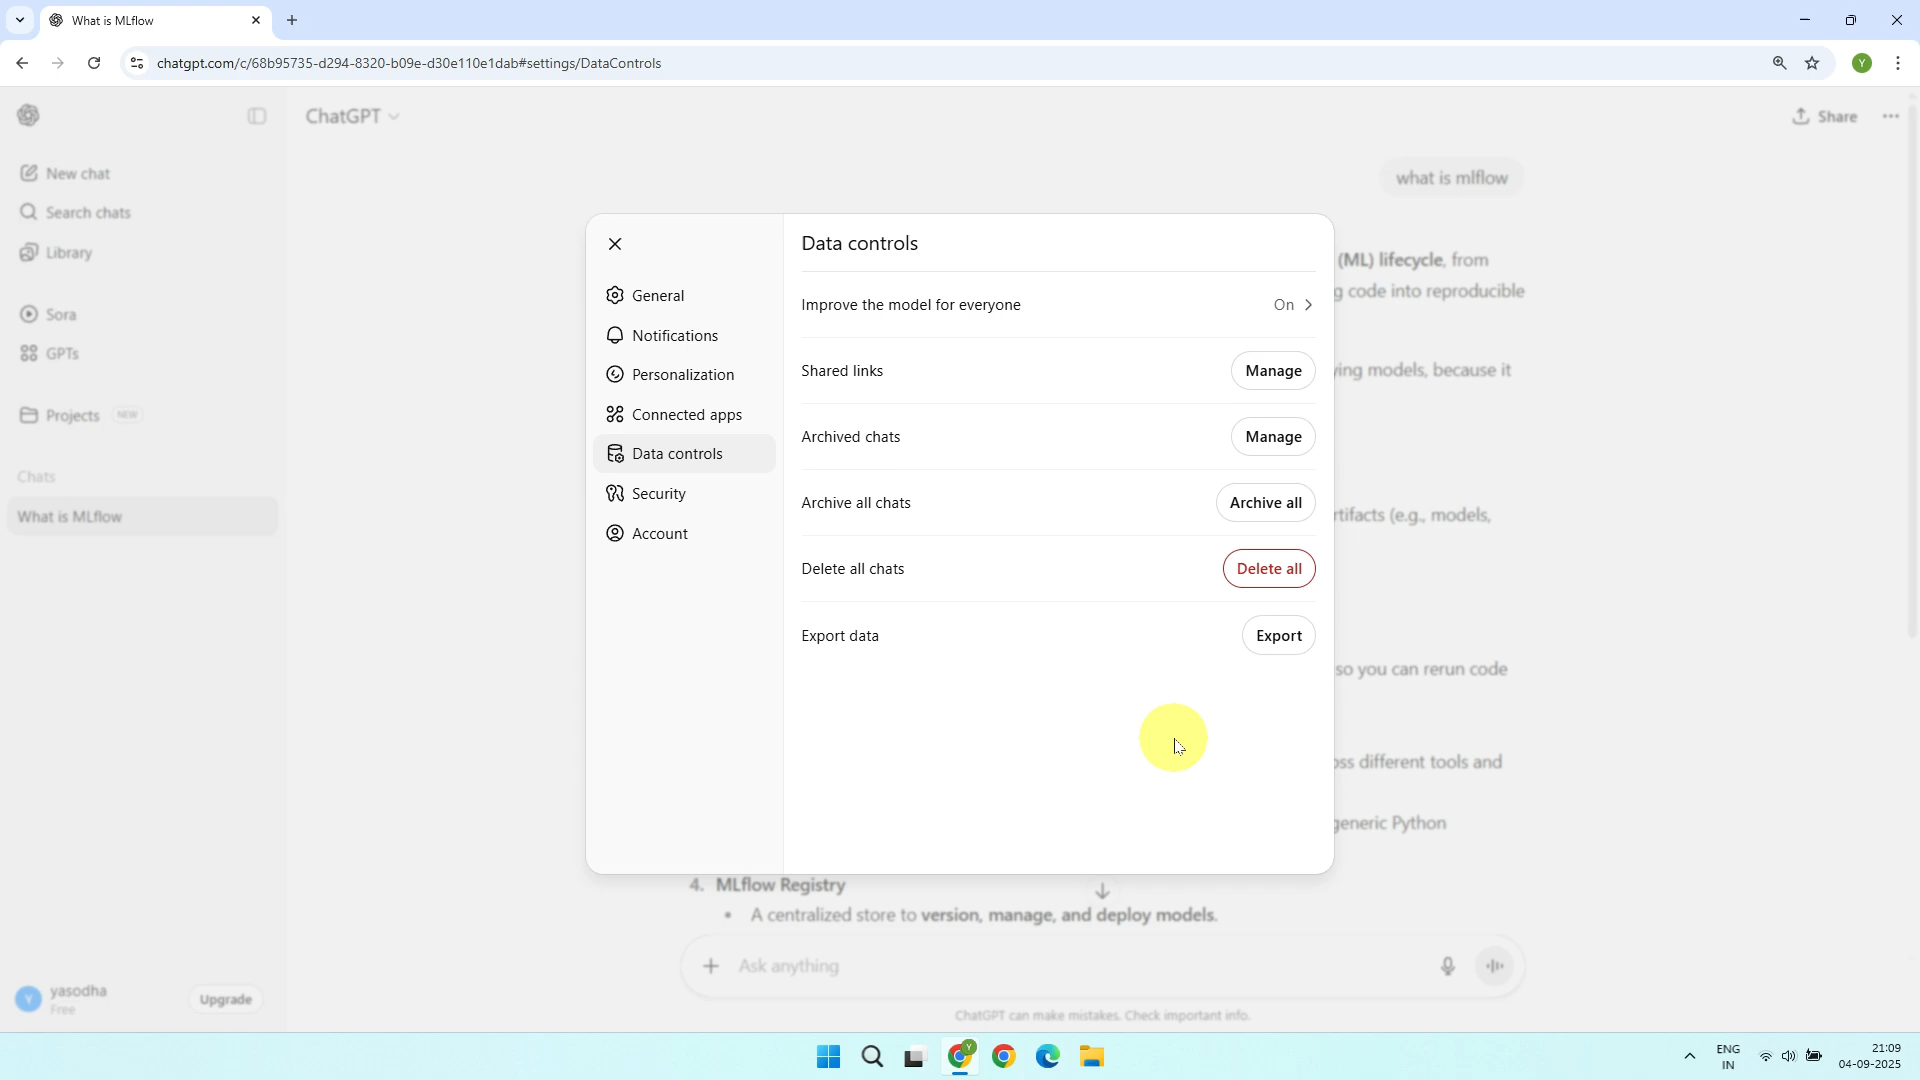 What is MLflow
chatgpt.com/c/68b95735-d294-8320-b09e-d30e110e1dab#settings/DataControls
Y
ChatGPT
Share
New chat
Search chats
Library
Sora
GPTs
Projects NEW
Chats
What is MLflow
yasodha
Free
Y
Upgrade
what is mlflow
(ML) lifecycle, from
g code into reproducible
ying models, because it
rtifacts (e.g., models,
so you can rerun code
oss different tools and
generic Python
General
Notifications
Personalization
Connected apps
Data controls
Security
Account
Data controls
Improve the model for everyone On
Shared links Manage
Archived chats Manage
Archive all chats Archive all
Delete all chats Delete all
Export data Export
4. MLflow Registry
• A centralized store to version, manage, and deploy models.
Ask anything
ChatGPT can make mistakes. Check important info.
Y
ENG
IN
21:09
04-09-2025